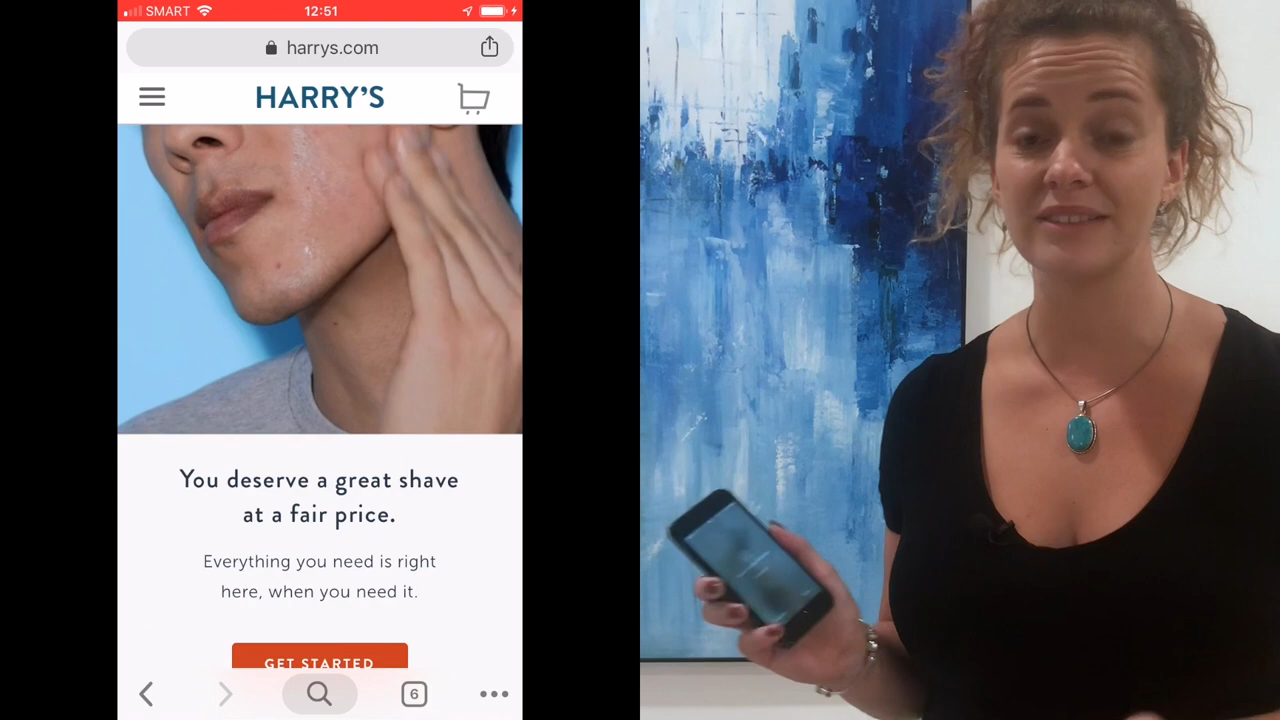 SMART
12:51
harrys.com
HARRY'S
You deserve a great shave
at a fair price.
Everything you need is right
here, when you need it.
GET STARTED
6